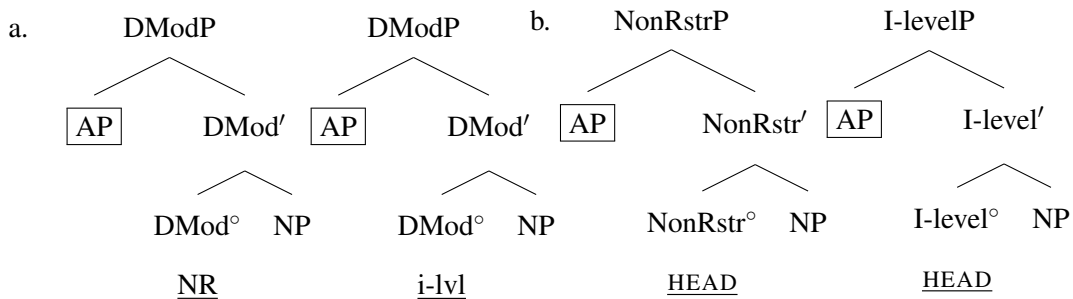 a. DModP DModP b. NonRstrP I-levelP
AP DMod′ AP DMod′ AP NonRstr′ AP I-level′
DMod° NP DMod° NP NonRstr° NP I-level° NP
NR i-lvl HEAD HEAD